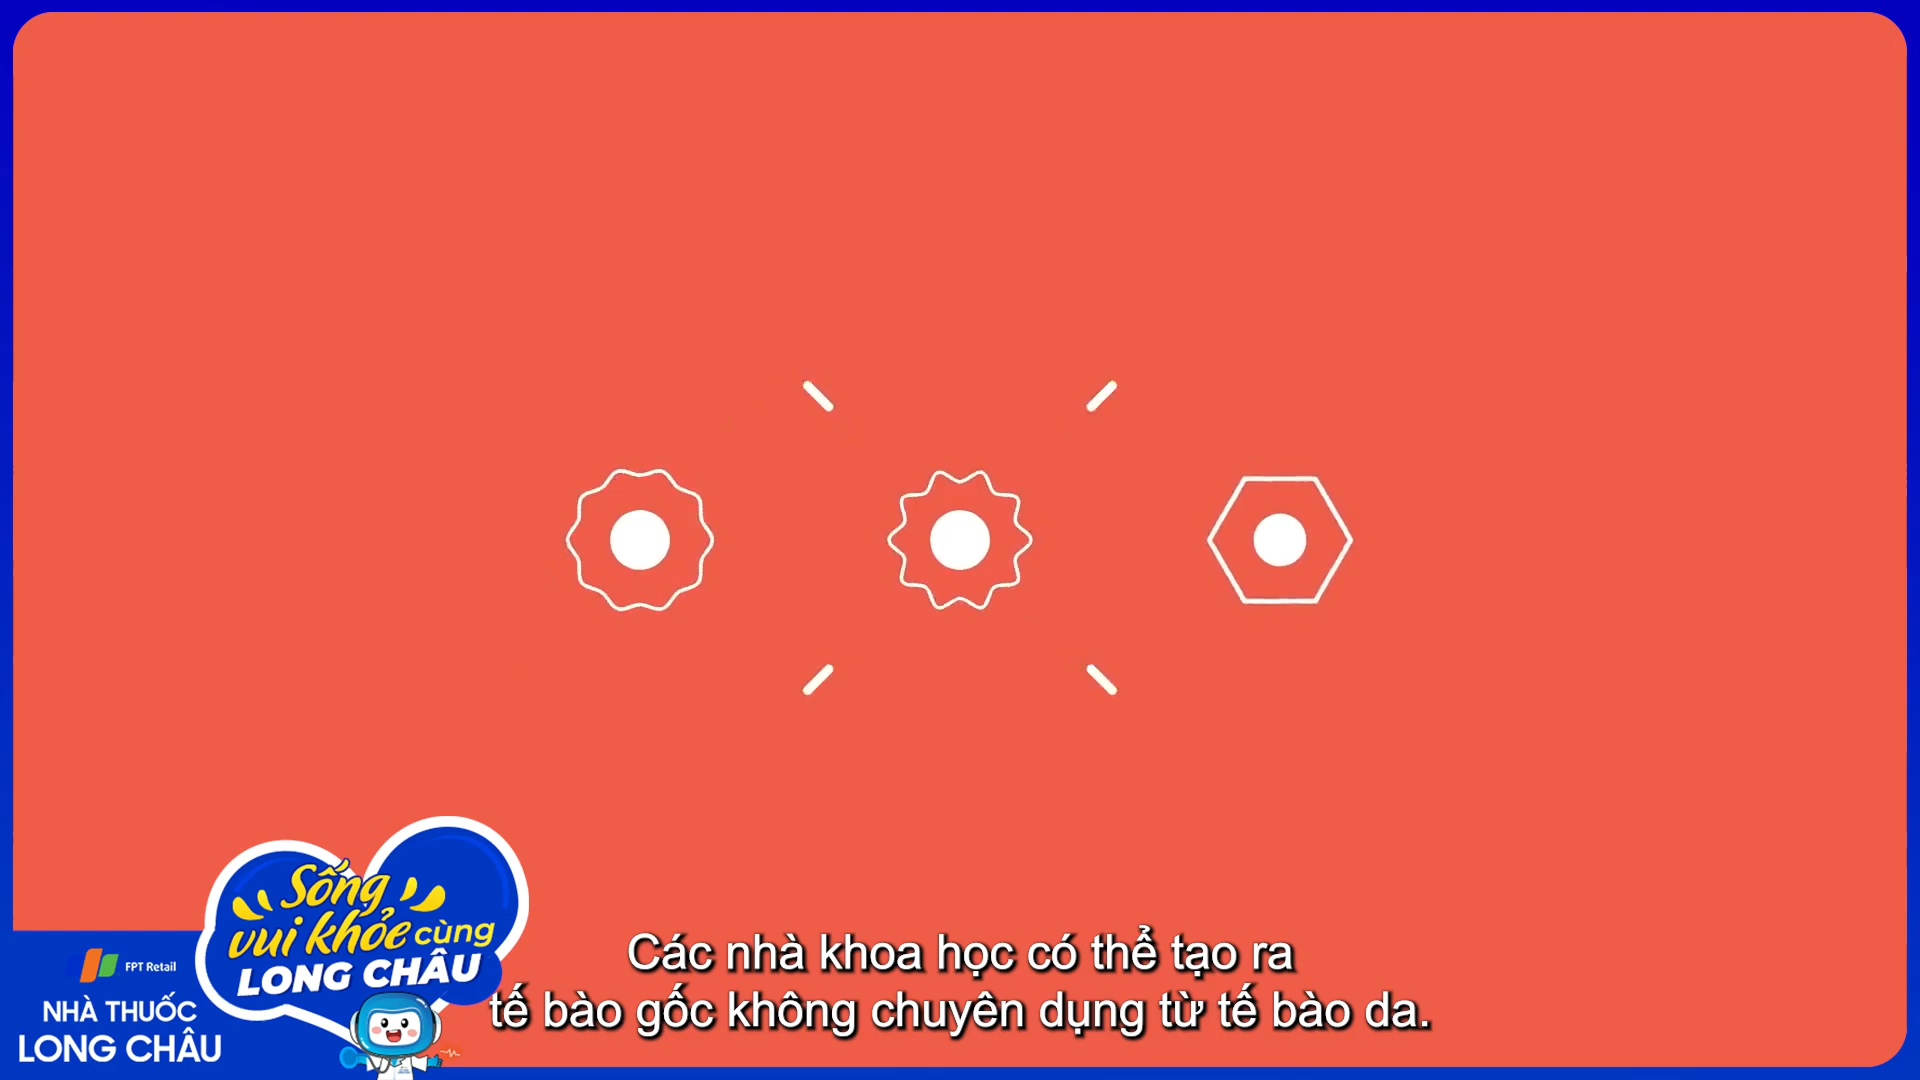 Sống
vui khỏe cùng
LONG CHÂU
FPT Retail
NHÀ THUỐC
LONG CHÂU
Các nhà khoa học có thể tạo ra
tế bào gốc không chuyên dụng từ tế bào da.